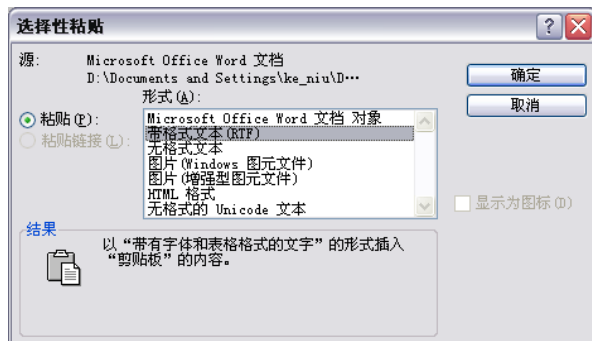 选择性粘贴
源: Microsoft Office Word 文档
D:\Documents and Settings\ke_niu\D…
形式(A):
粘贴(P):
粘贴链接(L):
Microsoft Office Word 文档 对象
带格式文本(RTF)
无格式文本
图片(Windows 图元文件)
图片(增强型图元文件)
HTML 格式
无格式的 Unicode 文本
确定
取消
显示为图标(D)
结果
以“带有字体和表格格式的文字”的形式插入
“剪贴板”的内容。